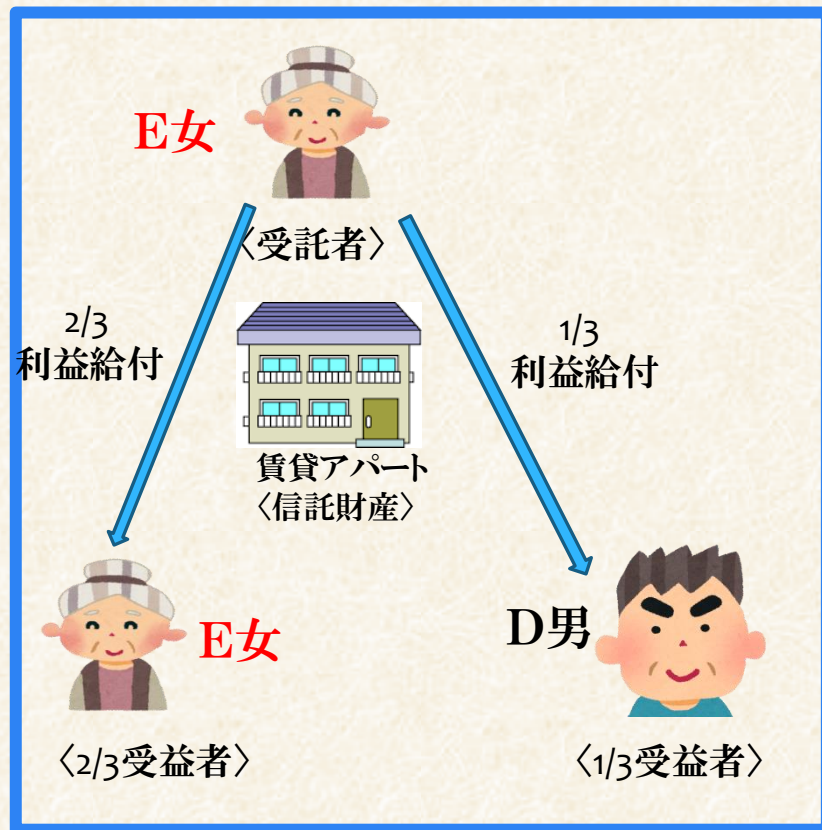 E女
〈受託者〉
2/3
利益給付
1/3
利益給付
賃貸アパート
〈信託財産〉
E女
D男
〈2/3受益者〉
〈1/3受益者〉